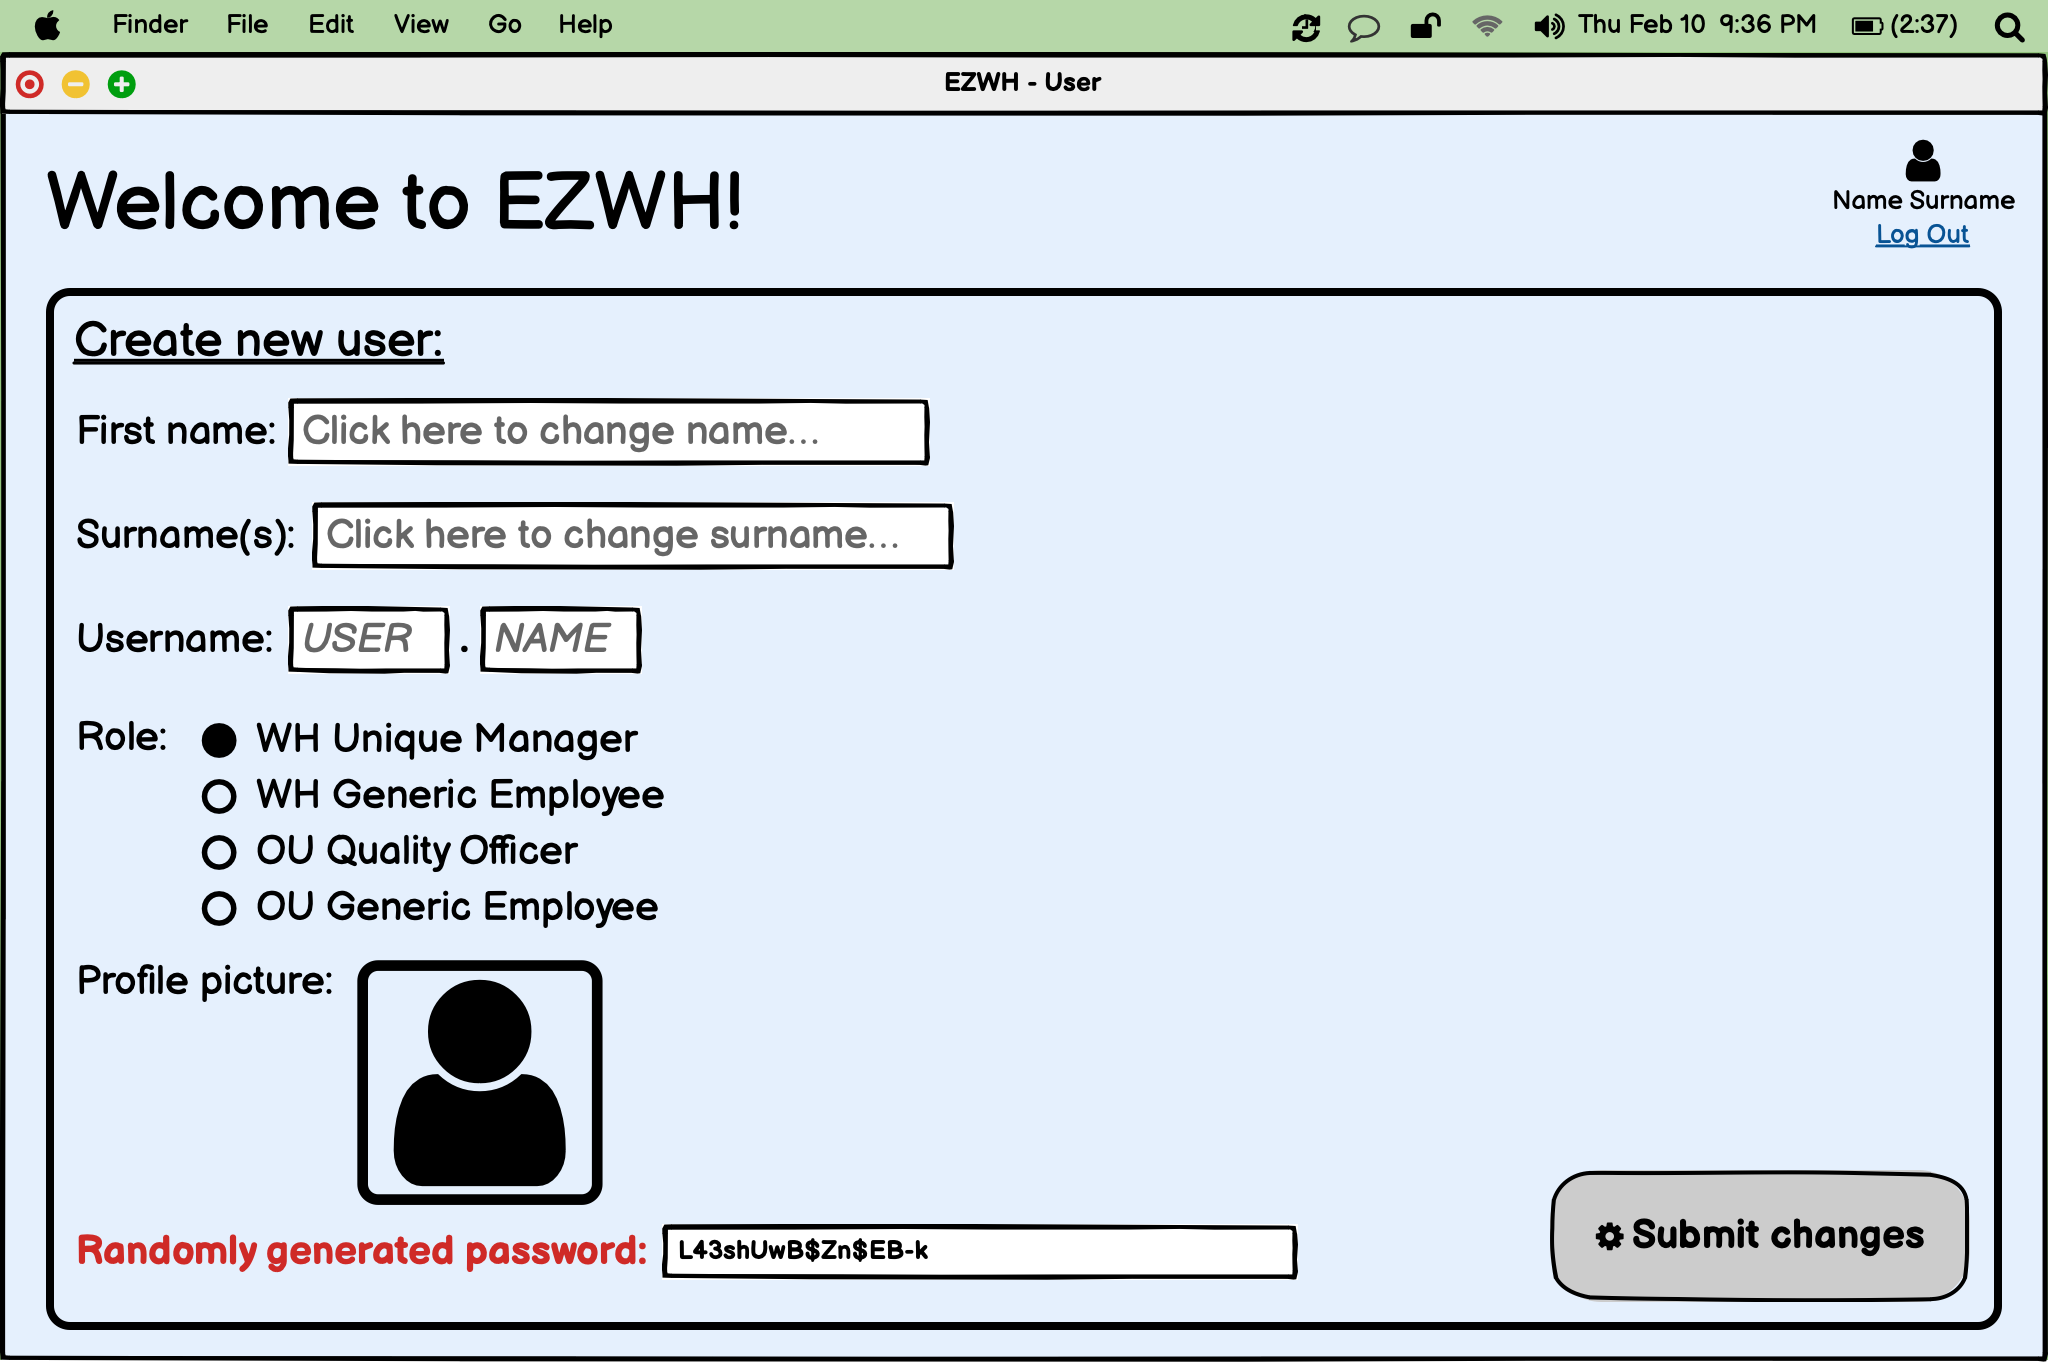 Finder File Edit View Go Help Thu Feb 10 9:36 PM (2:37)
EZWH - User
Welcome to EZWH!
Name Surname
Log Out
Create new user:
First name: Click here to change name...
Surname(s): Click here to change surname...
Username: USER . NAME
Role: WH Unique Manager
WH Generic Employee
OU Quality Officer
OU Generic Employee
Profile picture:
Randomly generated password: L43shUwB$Zn$EB-k
Submit changes